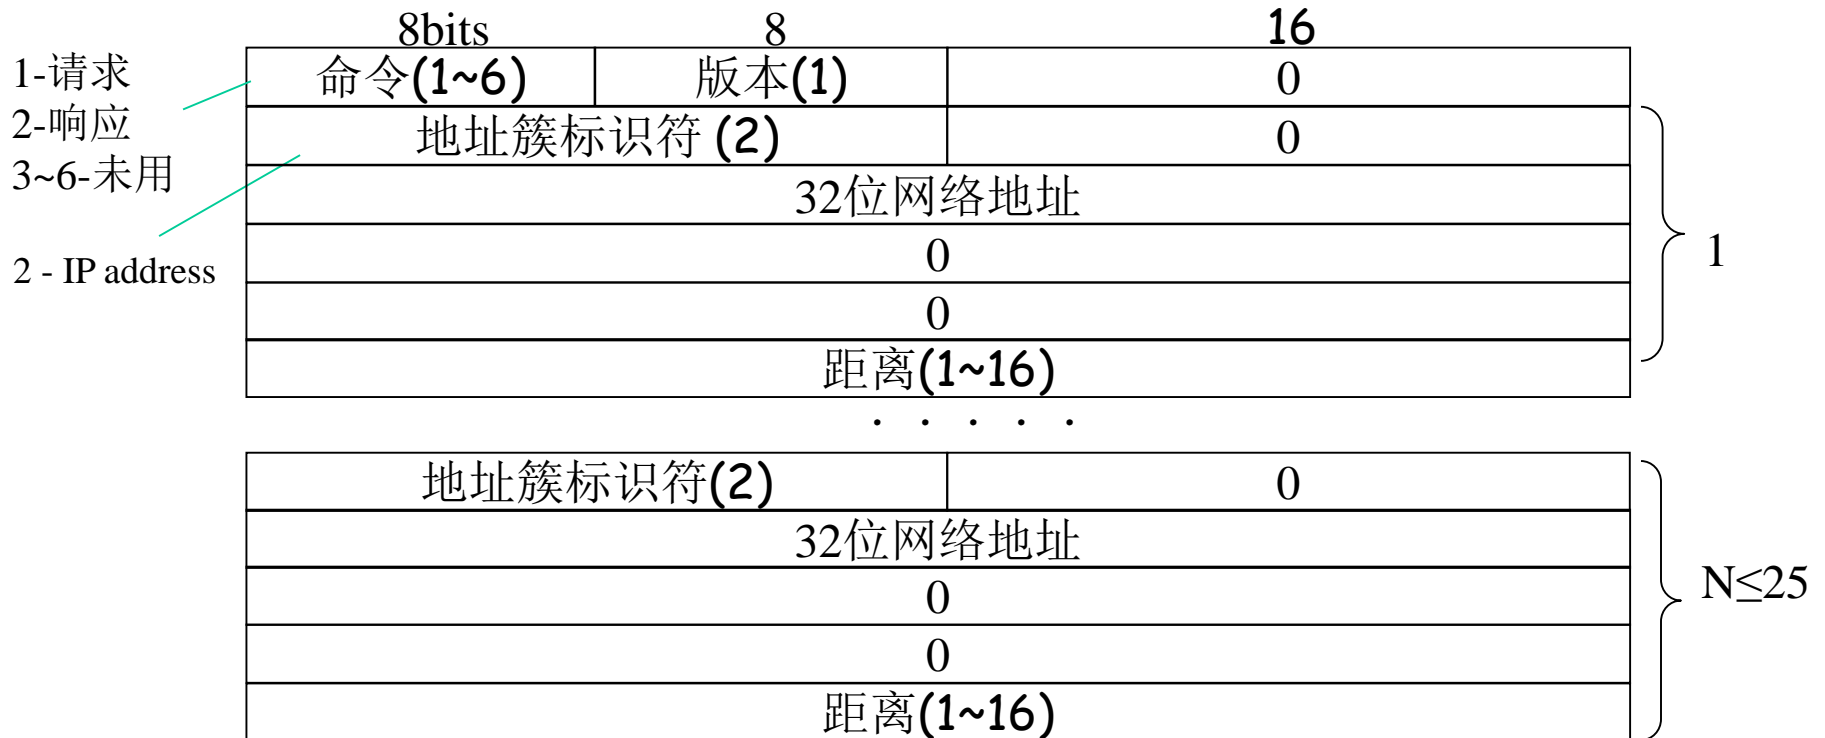 8bits 8 16
1-请求
2-响应
3~6-未用
2 - IP address
命令(1~6) 版本(1) 0
地址簇标识符 (2) 0
32位网络地址
0
0
距离(1~16)
1
· · · · ·
地址簇标识符(2) 0
32位网络地址
0
0
距离(1~16)
N≤25